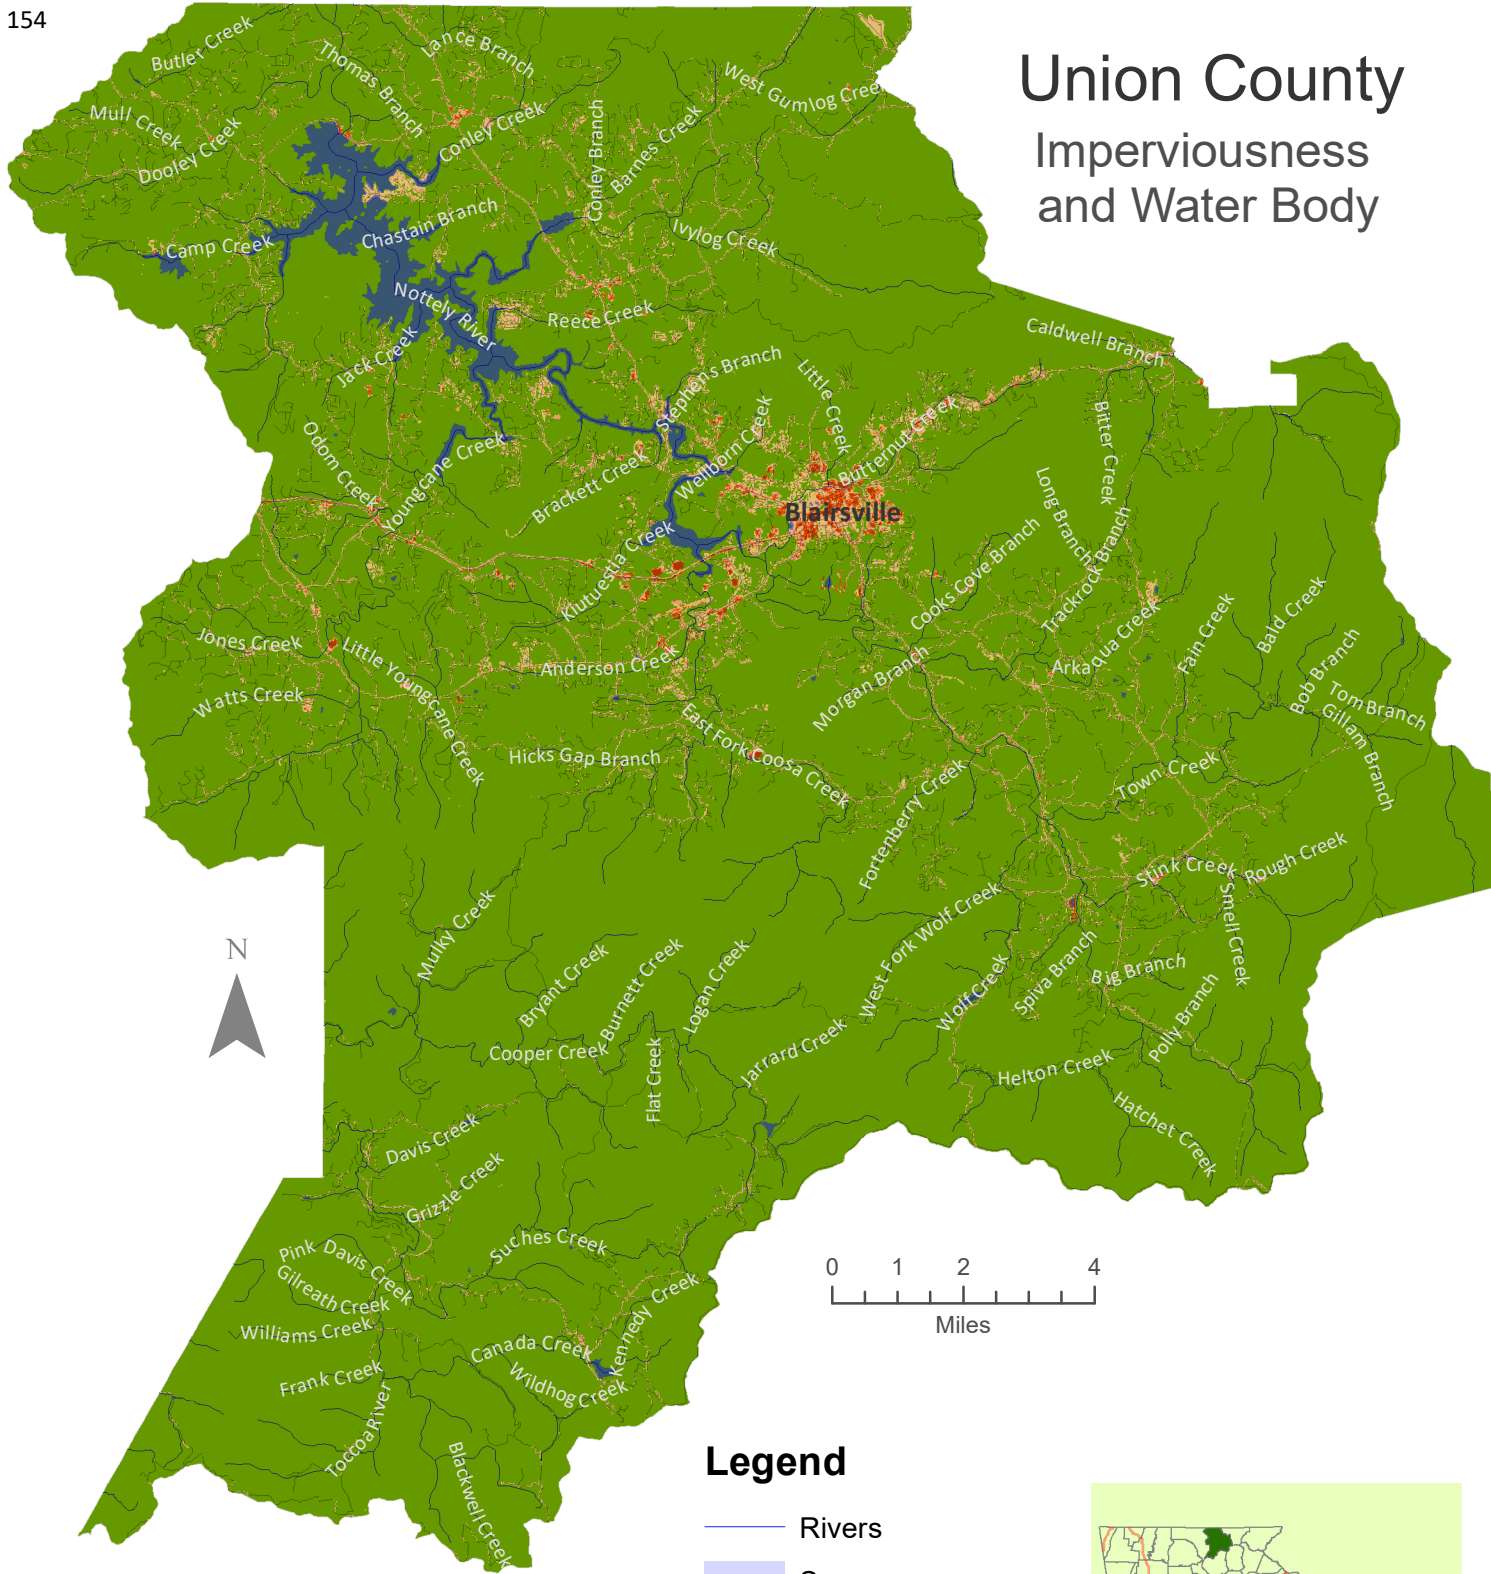 154
Union County
Imperviousness
and Water Body
Butler Creek
Thomas Branch
Lance Branch
West Gumlog Creek
Mull Creek
Dooley Creek
Conley Creek
Conley Branch
Barnes Creek
Chastain Branch
Camp Creek
Ivylog Creek
Nottely River
Reece Creek
Jack Creek
Caldwell Branch
Stephens Branch
Little Creek
Butternut Creek
Bitter Creek
Odom Creek
Youngcane Creek
Brackett Creek
Wellborn Creek
Long Branch
Blairsville
Klutuestia Creek
Cooks Cove Branch
Trackrock Branch
Jones Creek
Little Youngcane Creek
Anderson Creek
Morgan Branch
Arkaqua Creek
Fain Creek
Bald Creek
Bob Branch
Tom Branch
Gillam Branch
Watts Creek
East Fork Coosa Creek
Hicks Gap Branch
Fortenberry Creek
Town Creek
Stink Creek
Rough Creek
Smell Creek
Mulky Creek
Bryant Creek
Burnett Creek
Logan Creek
West Fork Wolf Creek
Wolf Creek
Spiva Branch
Big Branch
Polly Branch
N
Cooper Creek
Flat Creek
Jarrard Creek
Helton Creek
Hatchet Creek
Davis Creek
Grizzle Creek
Suches Creek
Pink Davis Creek
Gilreath Creek
Williams Creek
Kennedy Creek
Canada Creek
Wildhog Creek
Frank Creek
Toccoa River
Blackwell Creek
0 1 2 4
Miles
Legend
Rivers